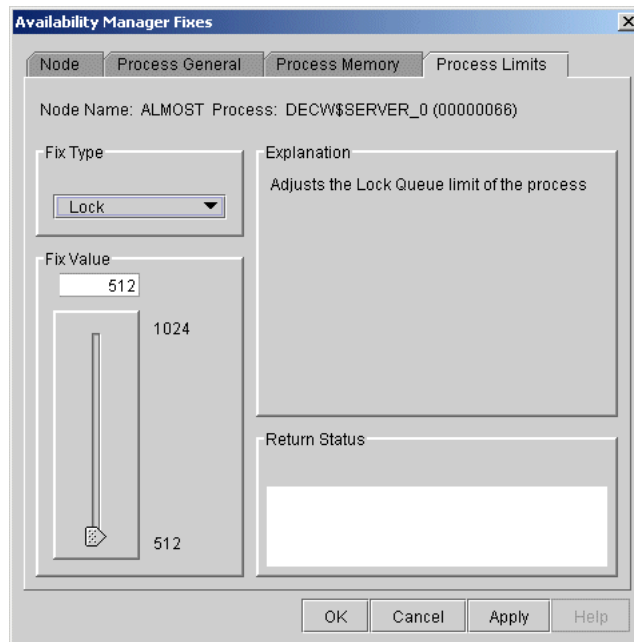 Availability Manager Fixes
Node Process General Process Memory Process Limits
Node Name: ALMOST Process: DECW$SERVER_0 (00000066)
Fix Type
Lock
Explanation
Adjusts the Lock Queue limit of the process
Fix Value
512
1024
512
Return Status
OK Cancel Apply Help